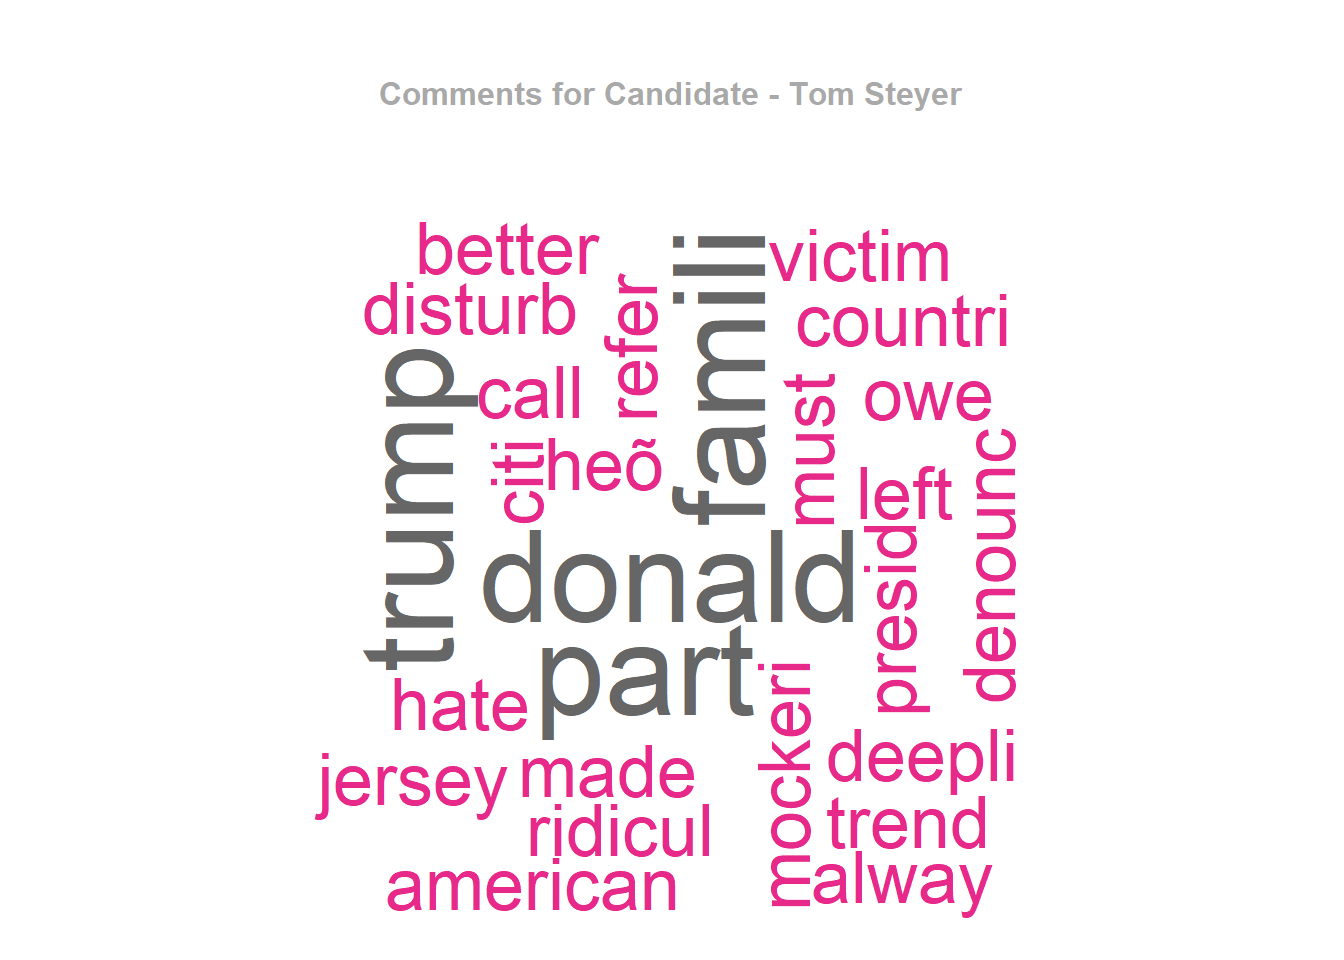 Comments for Candidate - Tom Steyer
better
famili
victim
disturb
refer
countri
trump
call
must
owe
citi
heõ
left
denounc
donald
presid
part
hate
mockeri
jersey
made
deepli
ridicul
trend
american
alway